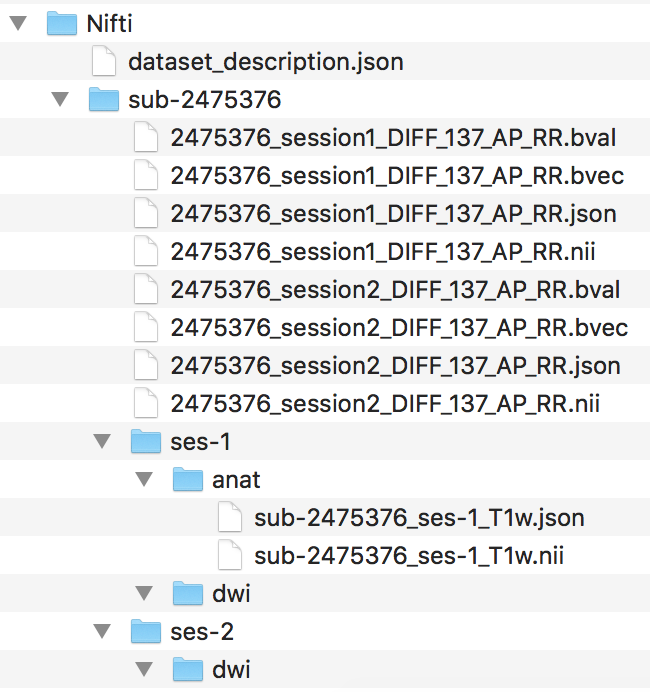 Nifti
dataset_description.json
sub-2475376
2475376_session1_DIFF_137_AP_RR.bval
2475376_session1_DIFF_137_AP_RR.bvec
2475376_session1_DIFF_137_AP_RR.json
2475376_session1_DIFF_137_AP_RR.nii
2475376_session2_DIFF_137_AP_RR.bval
2475376_session2_DIFF_137_AP_RR.bvec
2475376_session2_DIFF_137_AP_RR.json
2475376_session2_DIFF_137_AP_RR.nii
ses-1
anat
sub-2475376_ses-1_T1w.json
sub-2475376_ses-1_T1w.nii
dwi
ses-2
dwi